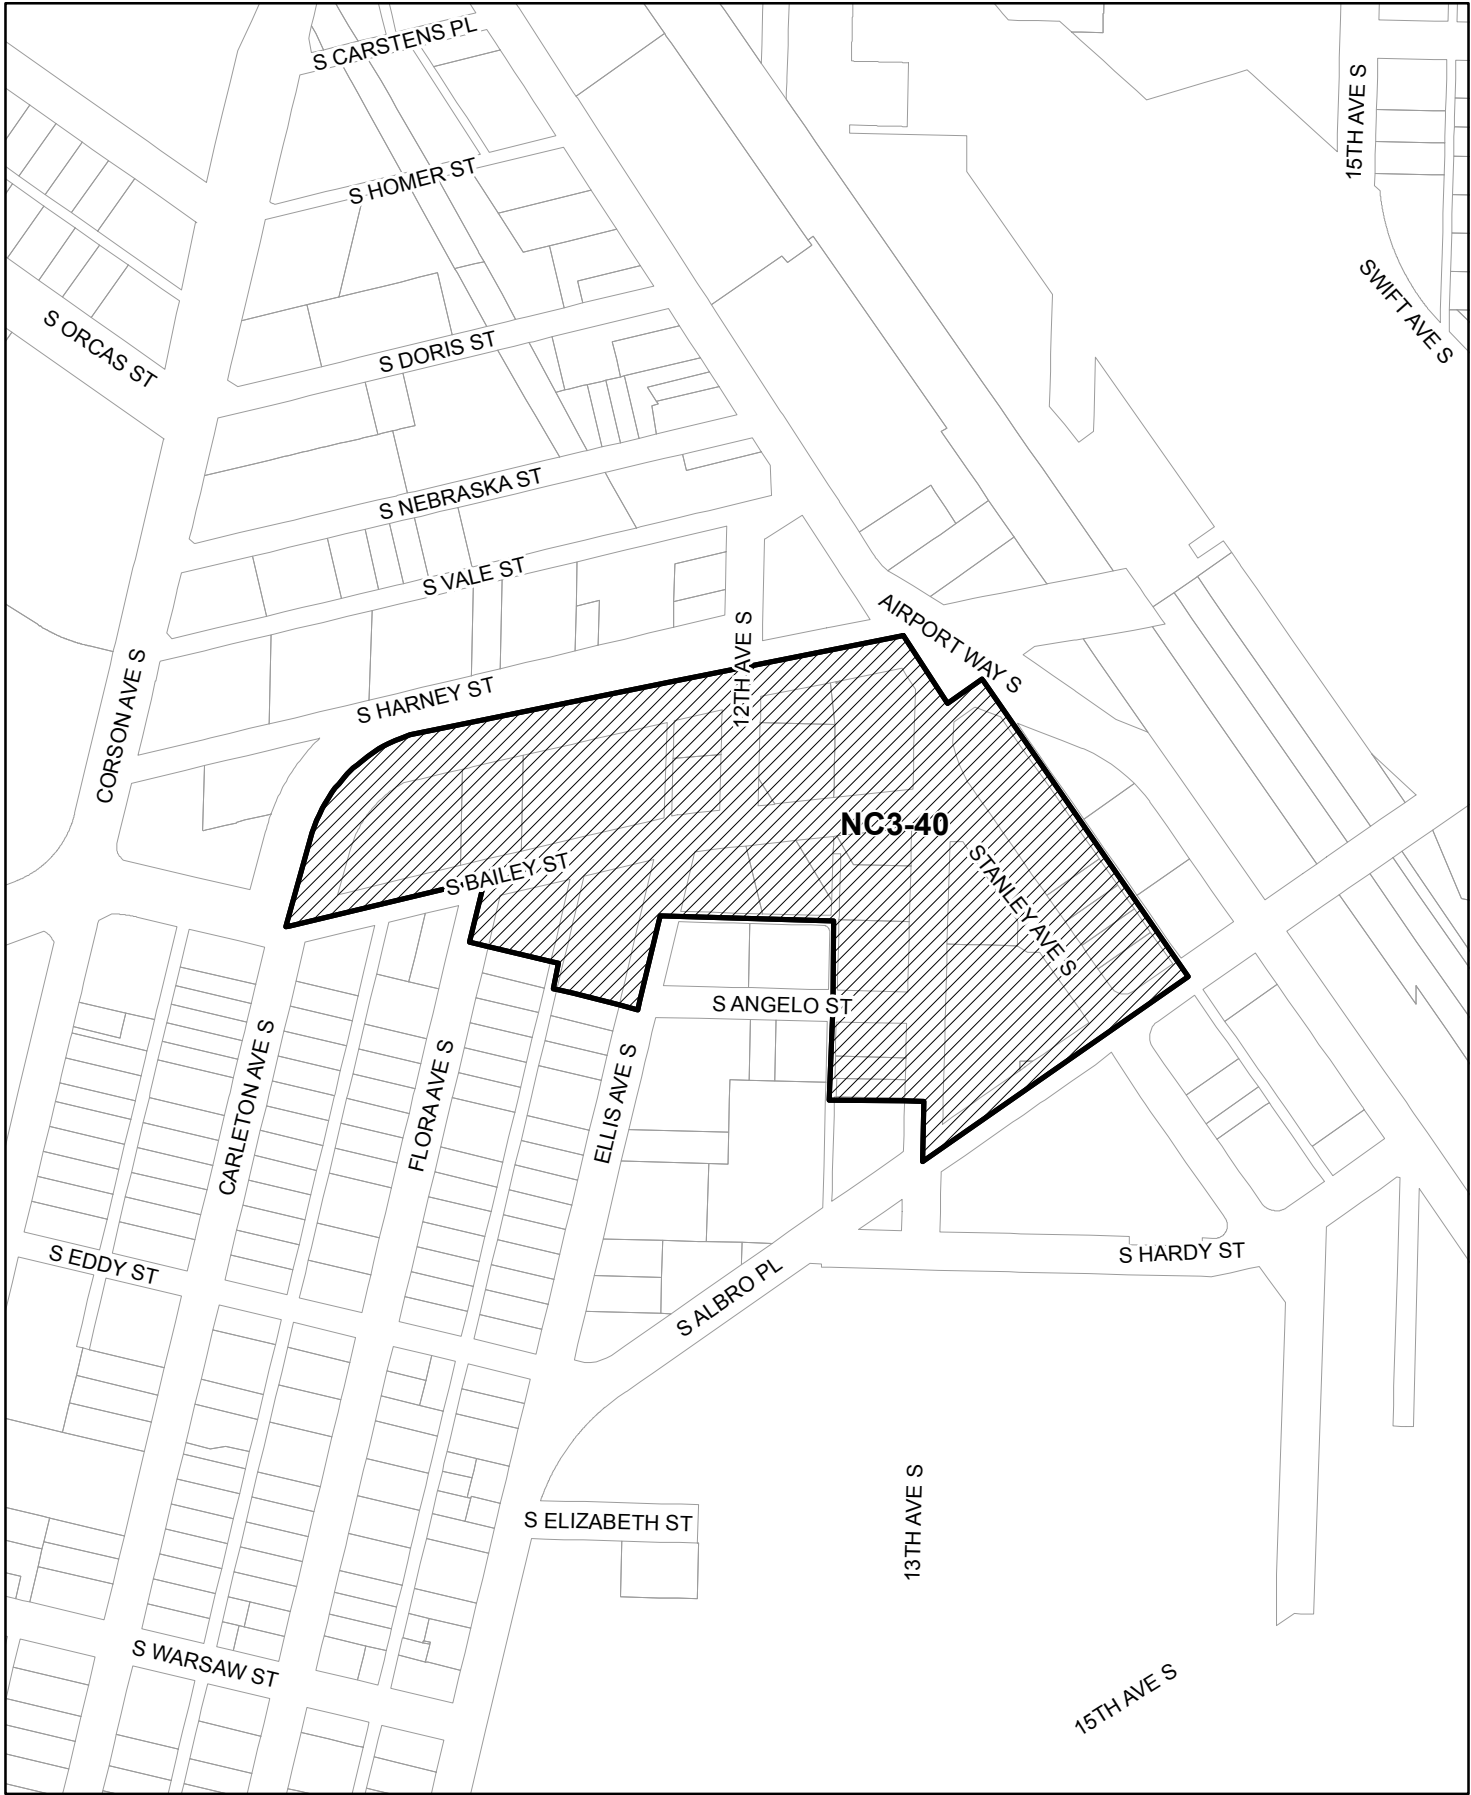 S CARSTENS PL
15TH AVE S
S HOMER ST
SWIFT AVE S
S ORCAS ST
S DORIS ST
S NEBRASKA ST
S VALE ST
AIRPORT WAY S
12TH AVE S
CORSON AVE S
S HARNEY ST
NC3-40
S BAILEY ST
STANLEY AVE S
S ANGELO ST
CARLETON AVE S
FLORA AVE S
ELLIS AVE S
S EDDY ST
S HARDY ST
S ALBRO PL
S ELIZABETH ST
13TH AVE S
S WARSAW ST
15TH AVE S